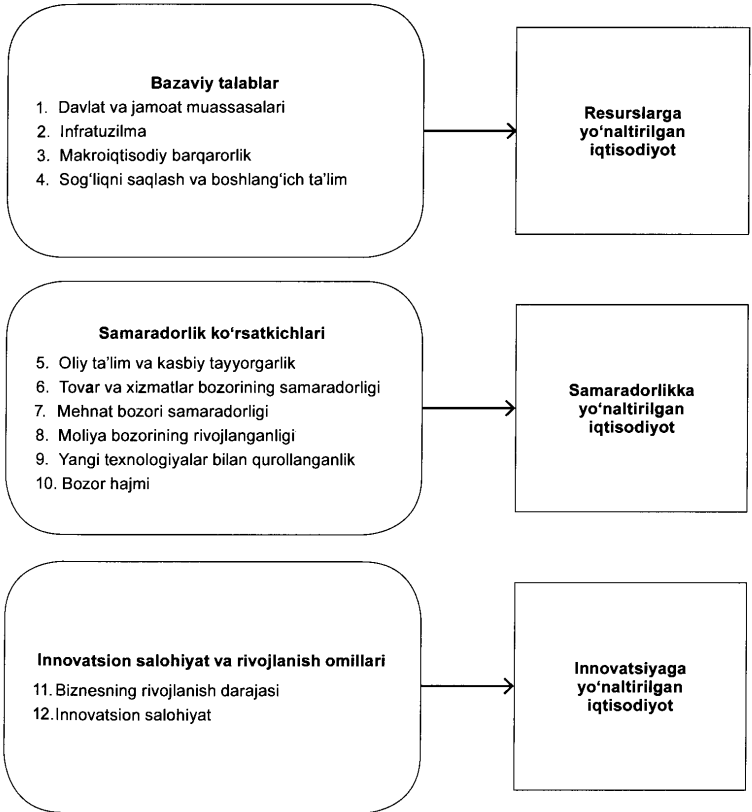 Bazaviy talablar
1. Davlat va jamoat muassasalari
2. Infratuzilma
3. Makroiqtisodiy barqarorlik
4. Sog‘liqni saqlash va boshlang‘ich ta’lim
Resurslarga
yo‘naltirilgan
iqtisodiyot
Samaradorlik ko‘rsatkichlari
5. Oliy ta’lim va kasbiy tayyorgarlik
6. Tovar va xizmatlar bozorining samaradorligi
7. Mehnat bozori samaradorligi
8. Moliya bozorining rivojlanganligi
9. Yangi texnologiyalar bilan qurollanganlik
10. Bozor hajmi
Samaradorlikka
yo‘naltirilgan
iqtisodiyot
Innovatsion salohiyat va rivojlanish omillari
11. Biznesning rivojlanish darajasi
12. Innovatsion salohiyat
Innovatsiyaga
yo‘naltirilgan
iqtisodiyot